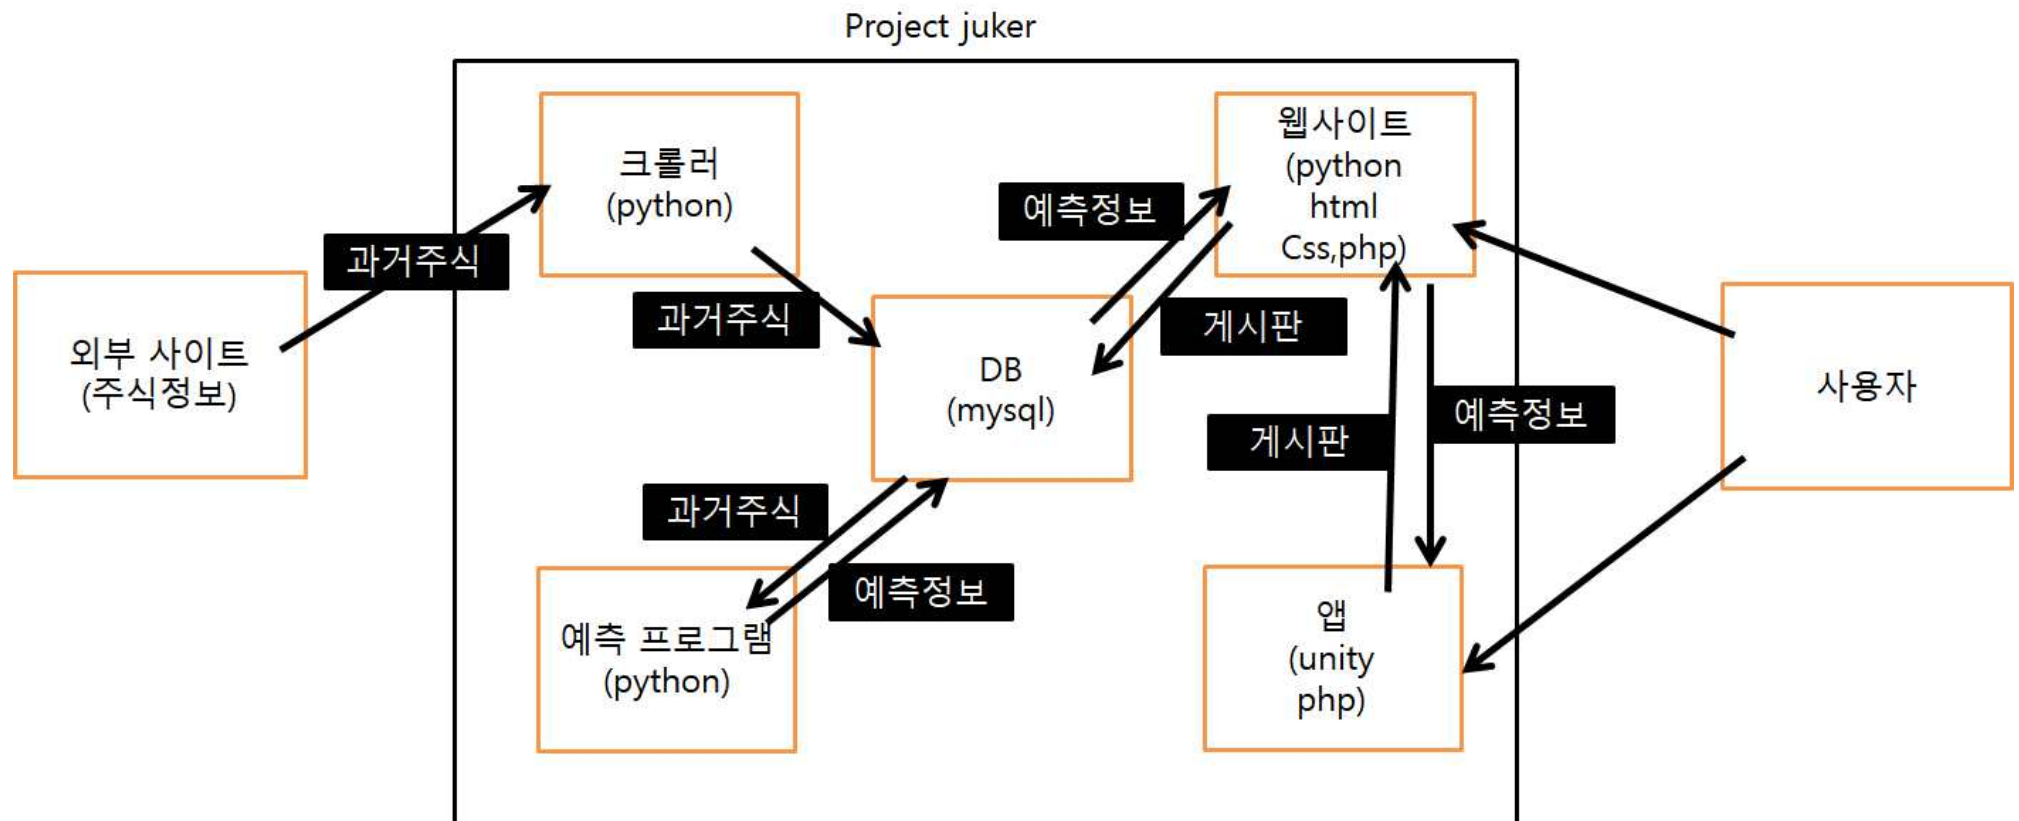 Project juker
크롤러
(python)
웹사이트
(python
html
Css,php)
예측정보
과거주식
과거주식
게시판
외부 사이트
(주식정보)
DB
(mysql)
사용자
예측정보
게시판
과거주식
예측정보
예측 프로그램
(python)
앱
(unity
php)